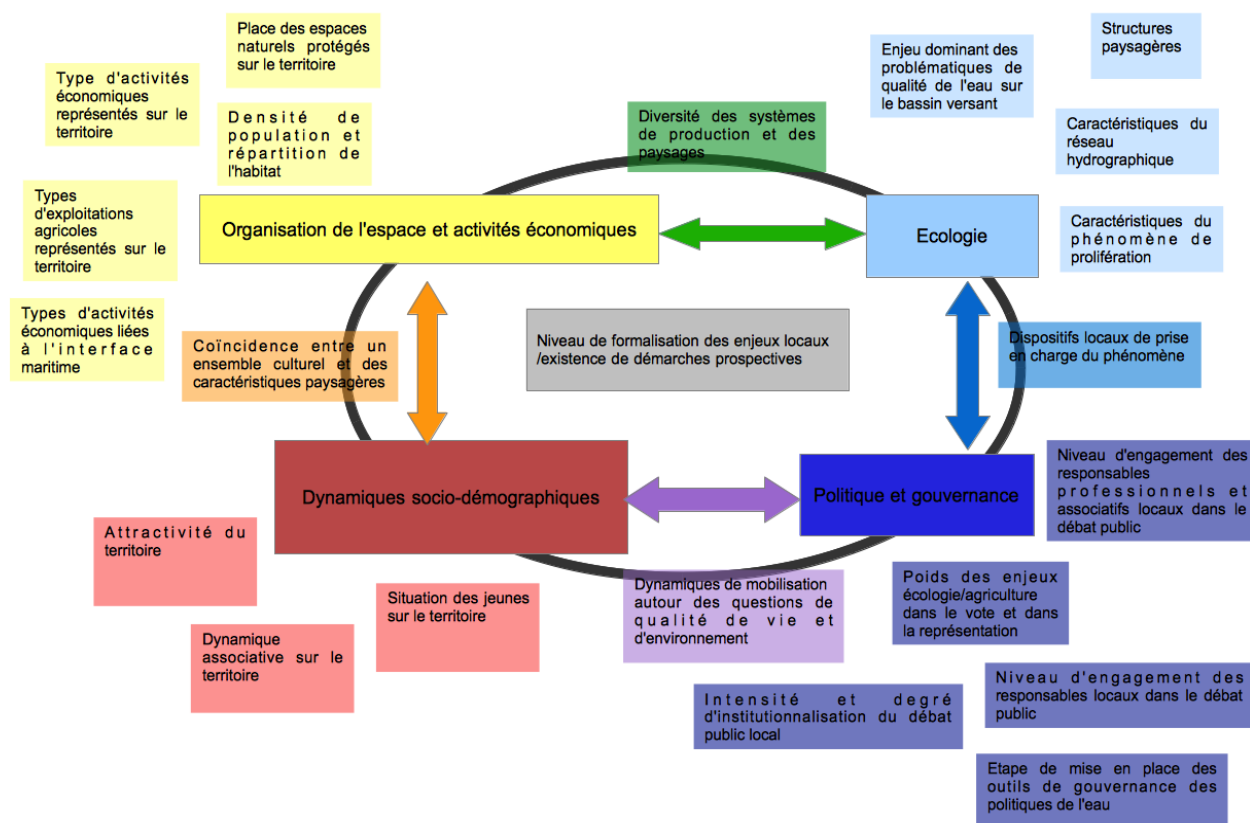 Place des espaces
naturels protégés
sur le territoire
Type d'activités
économiques
représentés sur le
territoire
Densité de
population et
répartition de
l'habitat
Types
d'exploitations
agricoles
représentés sur le
territoire
Types d'activités
économiques liées
à l'interface
maritime
Organisation de l'espace et activités économiques
Diversité des systèmes
de production et des
paysages
Enjeu dominant des
problématiques de
qualité de l'eau sur
le bassin versant
Structures
paysagères
Caractéristiques du
réseau
hydrographique
Caractéristiques du
phénomène de
prolifération
Ecologie
Coïncidence entre un
ensemble culturel et des
caractéristiques paysagères
Niveau de formalisation des enjeux locaux
/existence de démarches prospectives
Dispositifs locaux de prise
en charge du phénomène
Dynamiques socio-démographiques
Politique et gouvernance
Niveau d'engagement des
responsables
professionnels et
associatifs locaux dans le
débat public
Attractivité du
territoire
Situation des jeunes
sur le territoire
Dynamique
associative sur le
territoire
Dynamiques de mobilisation
autour des questions de
qualité de vie et
d'environnement
Poids des enjeux
écologie/agriculture
dans le vote et dans
la représentation
Intensité et degré
d'institutionnalisation du débat
public local
Niveau d'engagement des
responsables locaux dans le débat
public
Etape de mise en place des
outils de gouvernance des
politiques de l'eau